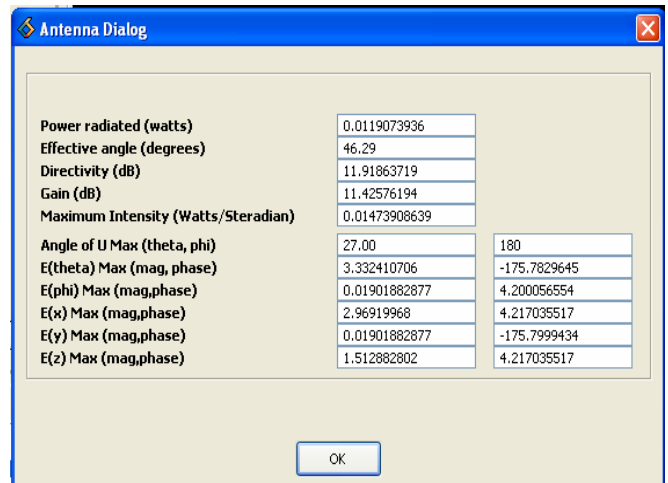 Antenna Dialog
Power radiated (watts) 0.0119073936
Effective angle (degrees) 46.29
Directivity (dB) 11.91863719
Gain (dB) 11.42576194
Maximum Intensity (Watts/Steradian) 0.01473908639
Angle of U Max (theta, phi) 27.00 180
E(theta) Max (mag, phase) 3.332410706 -175.7829645
E(phi) Max (mag,phase) 0.01901882877 4.200056554
E(x) Max (mag,phase) 2.96919968 4.217035517
E(y) Max (mag,phase) 0.01901882877 -175.7999434
E(z) Max (mag,phase) 1.512882802 4.217035517
OK